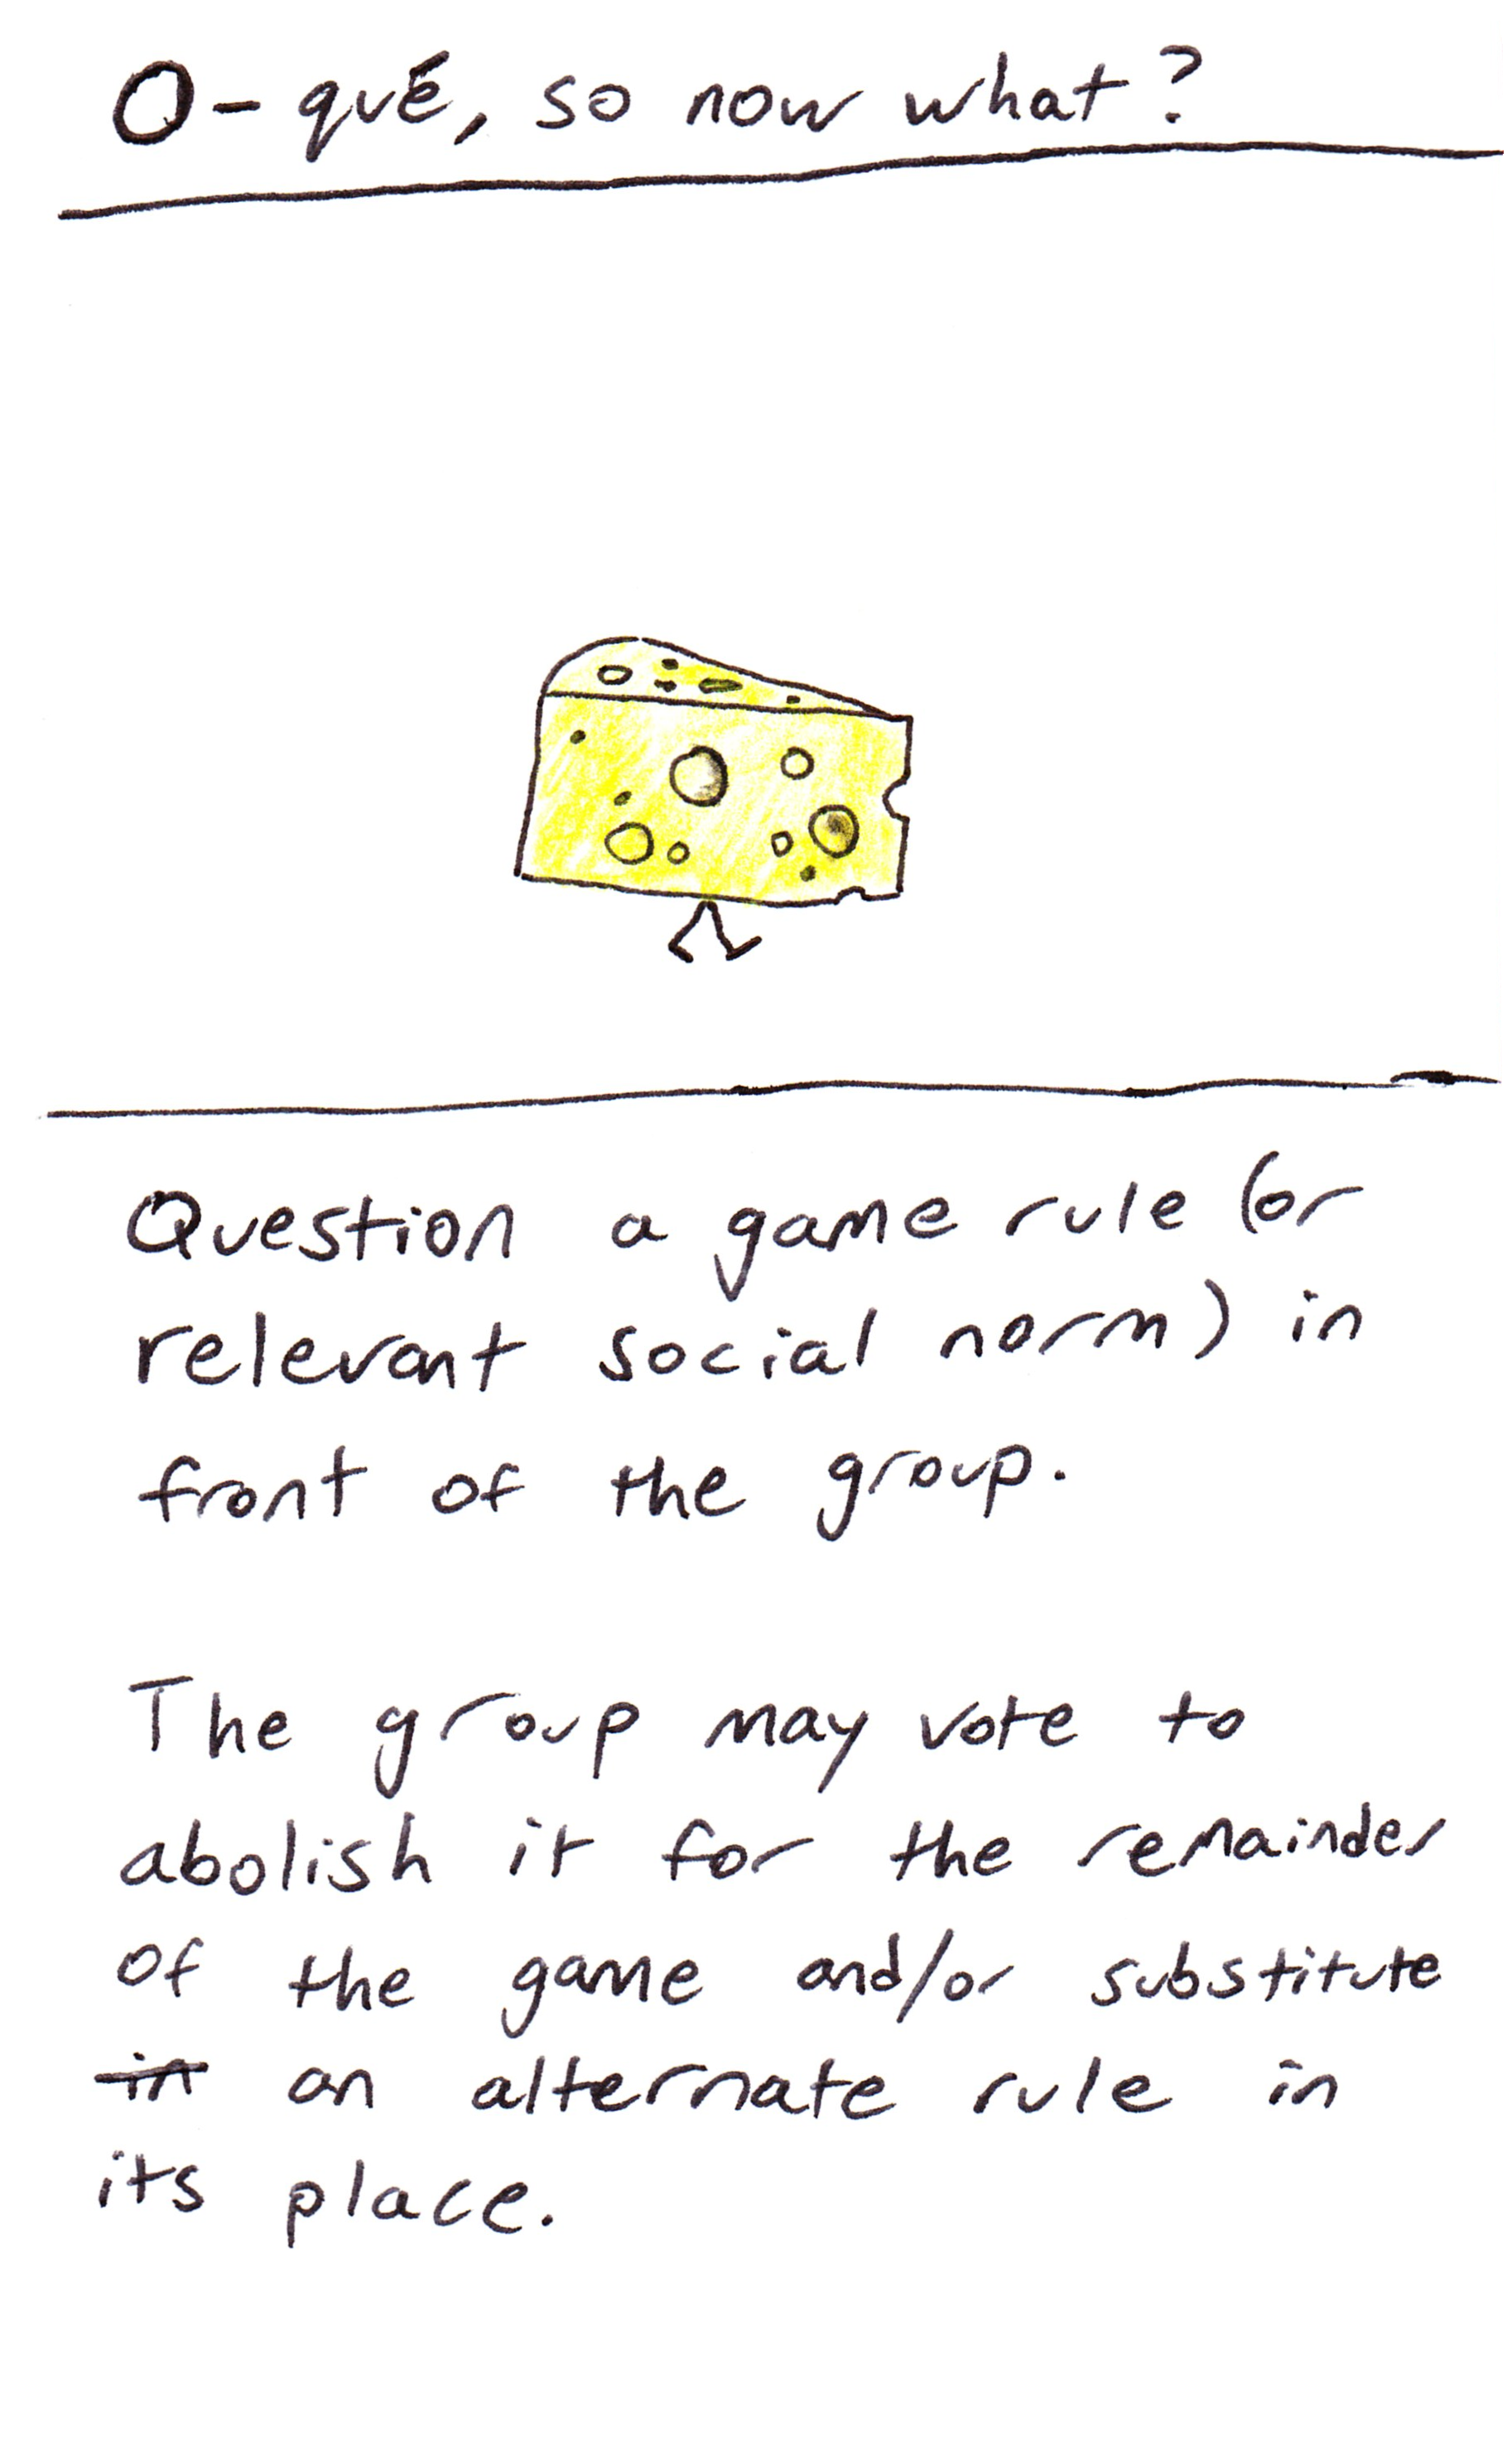 O-qué, so now what?
Question a game rule (or
relevant social norm) in
front of the group.
The group may vote to
abolish it for the remainder
of the game and/or substitute
in an alternate rule in
its place.